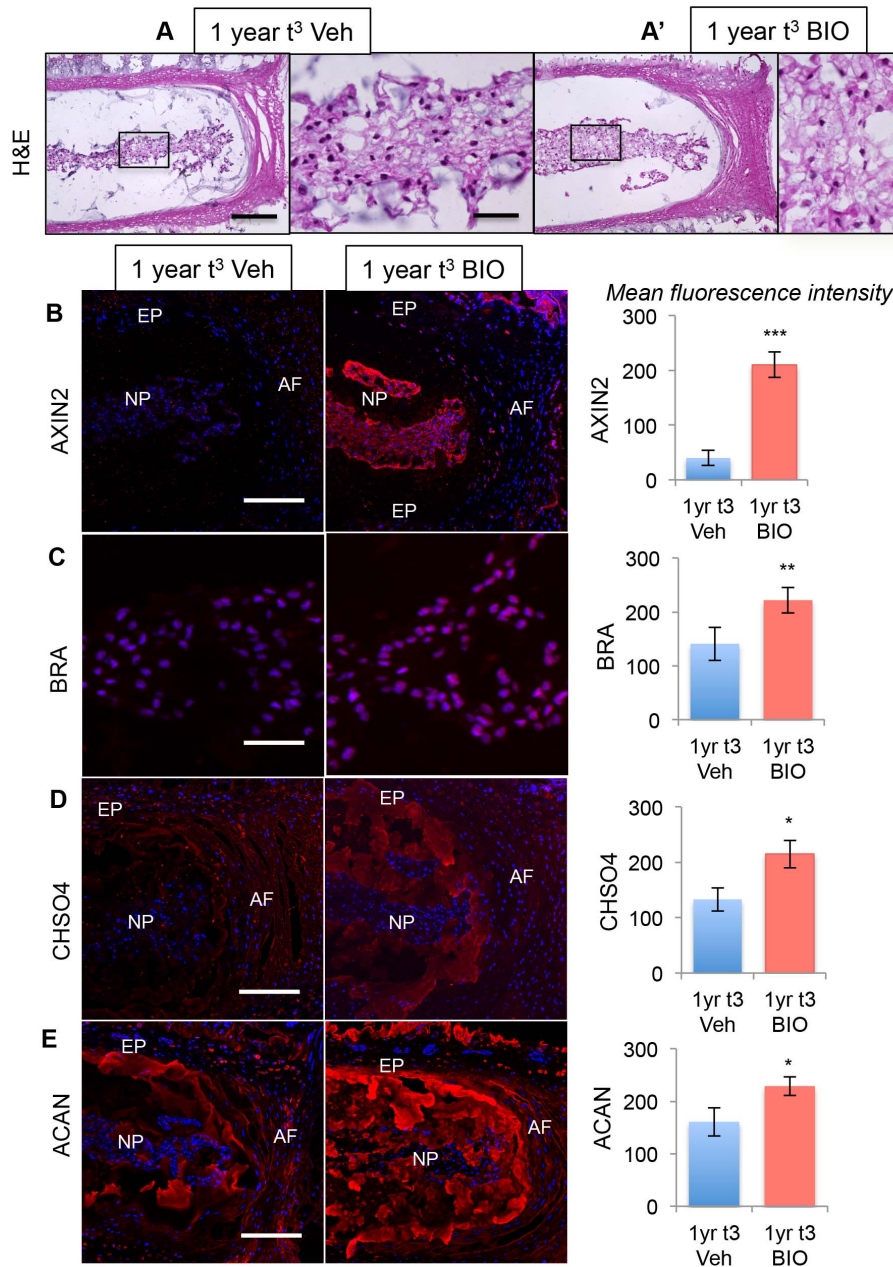 A
1 year t³ Veh
A'
1 year t³ BIO
H&E
1 year t³ Veh
1 year t³ BIO
Mean fluorescence intensity
B
AXIN2
EP
NP
AF
EP
NP
AF
EP
AXIN2
300
200
100
0
***
1yr t3 Veh
1yr t3 BIO
C
BRA
BRA
300
200
100
0
**
1yr t3 Veh
1yr t3 BIO
D
CHSO4
EP
NP
AF
EP
NP
AF
CHSO4
300
200
100
0
*
1yr t3 Veh
1yr t3 BIO
E
ACAN
EP
NP
AF
EP
NP
AF
ACAN
300
200
100
0
*
1yr t3 Veh
1yr t3 BIO